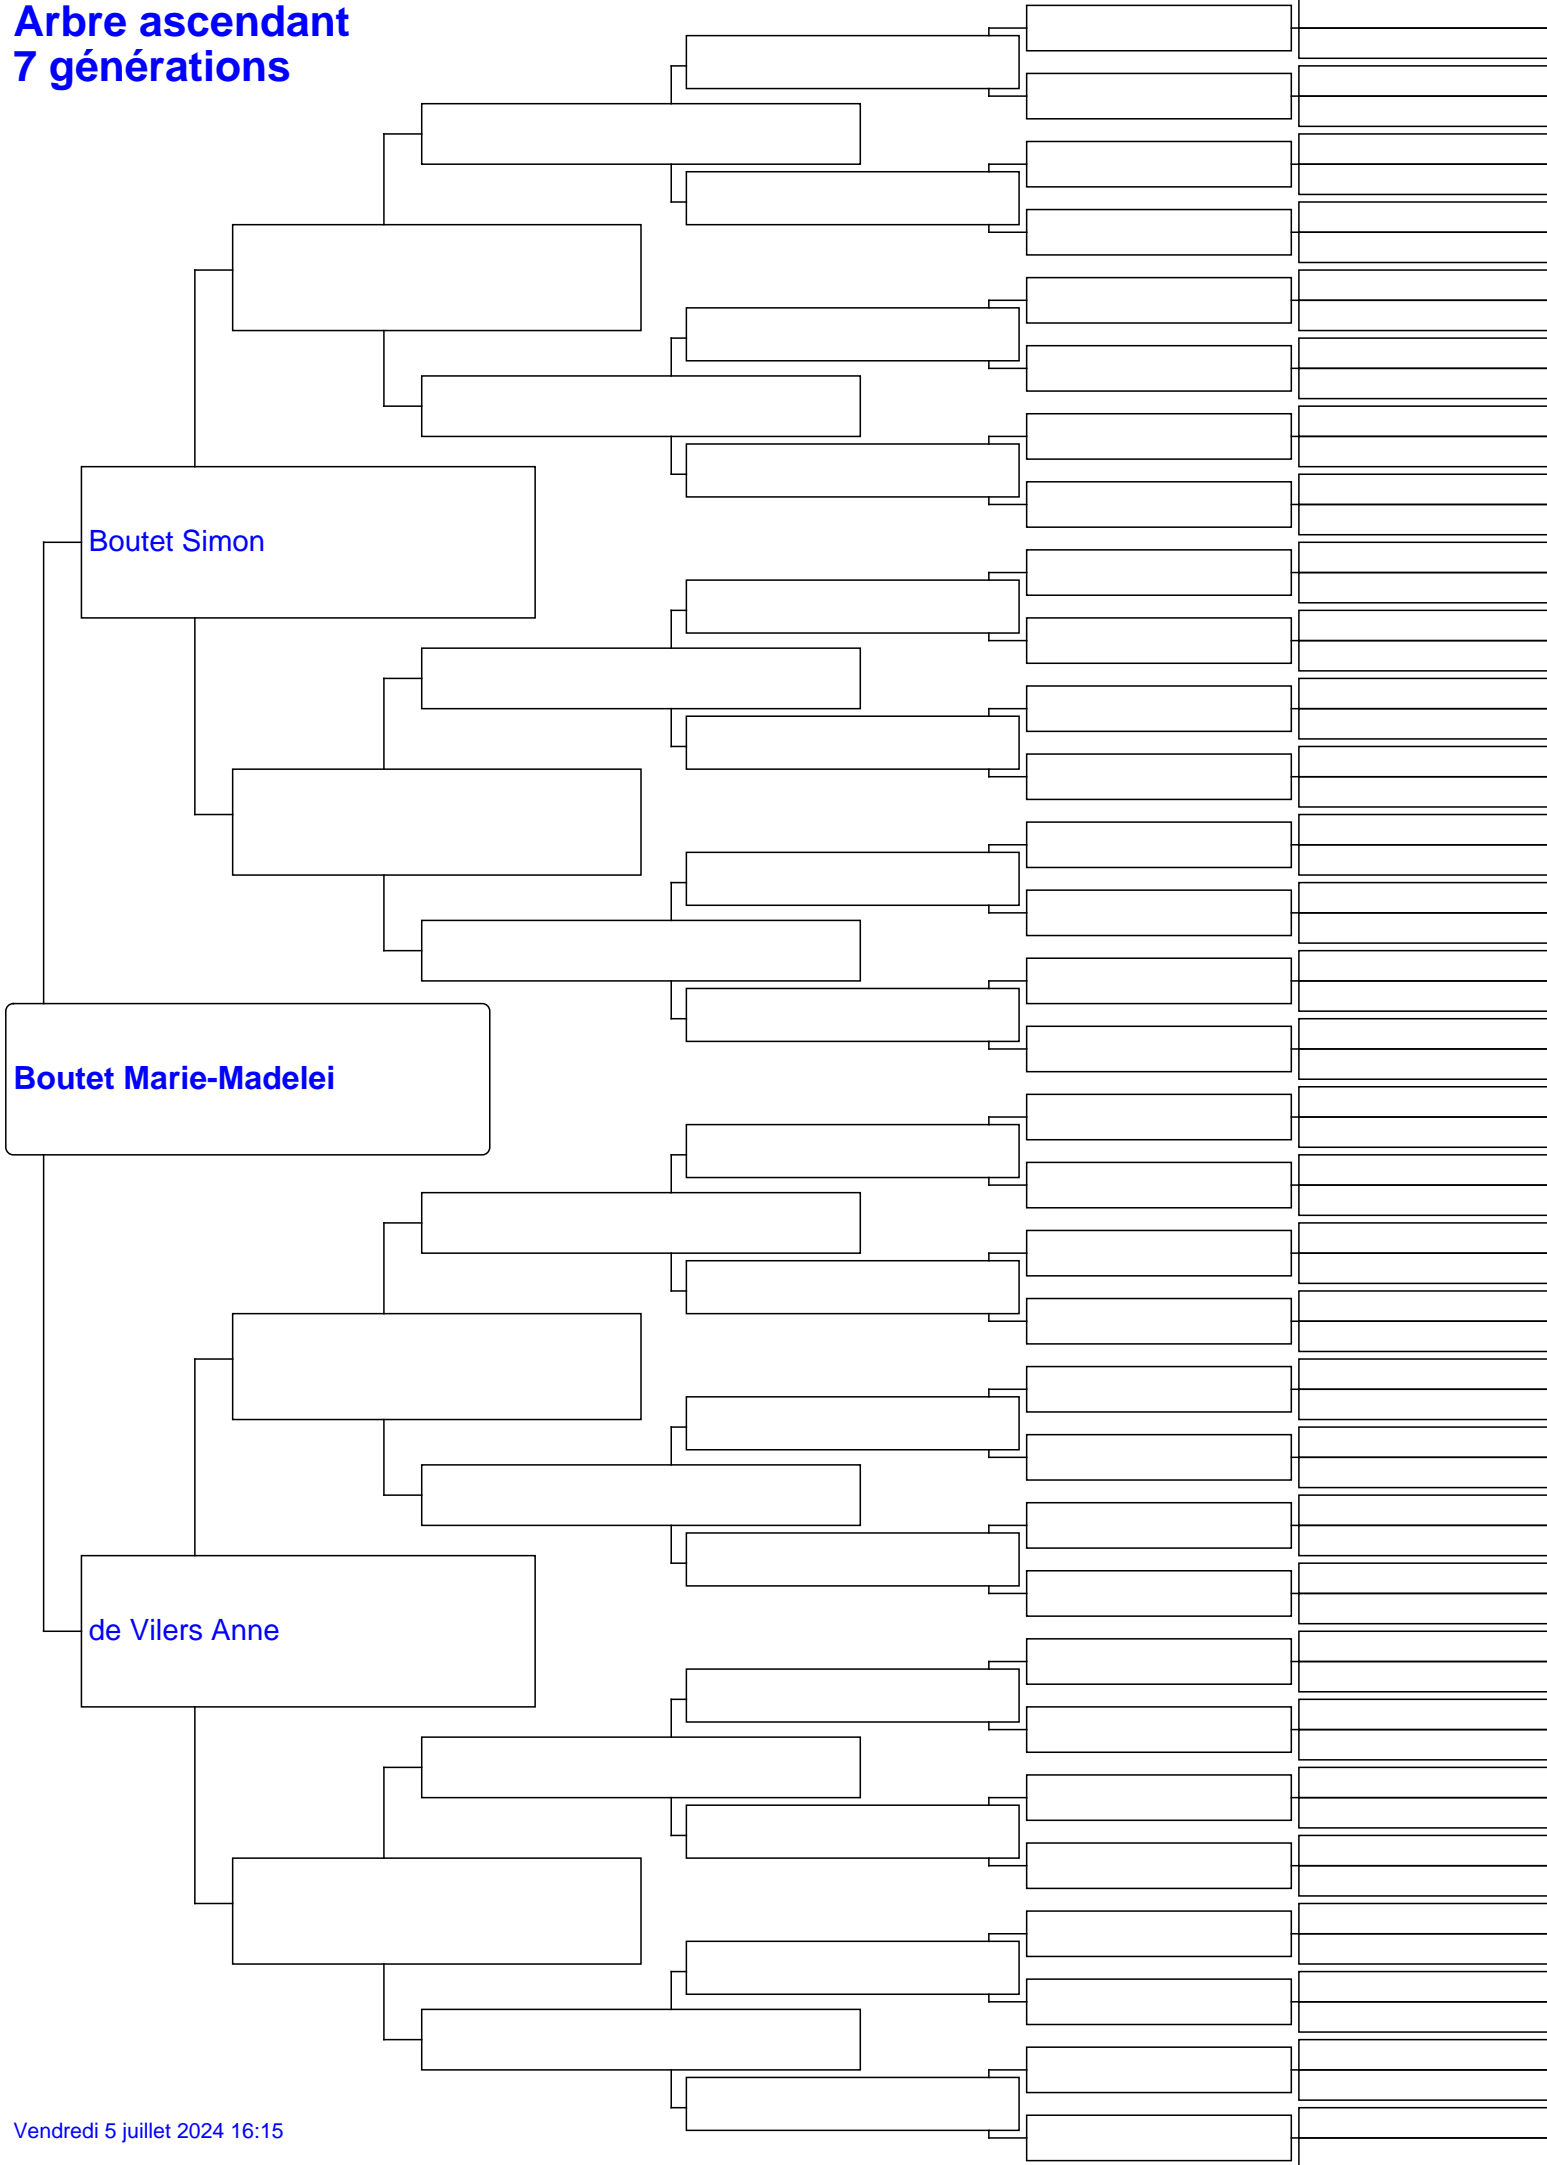 Arbre ascendant
7 générations
Boutet Simon
Boutet Marie-Madelei
de Vilers Anne
Vendredi 5 juillet 2024 16:15